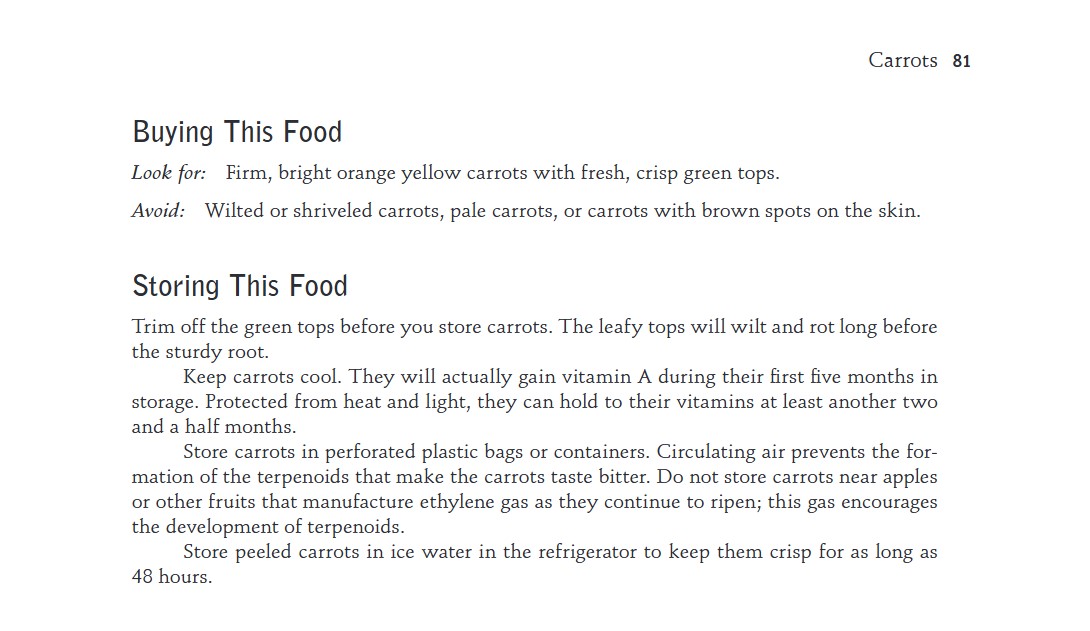 Carrots 81
Buying This Food
Look for: Firm, bright orange yellow carrots with fresh, crisp green tops.
Avoid: Wilted or shriveled carrots, pale carrots, or carrots with brown spots on the skin.
Storing This Food
Trim off the green tops before you store carrots. The leafy tops will wilt and rot long before
the sturdy root.
Keep carrots cool. They will actually gain vitamin A during their first five months in
storage. Protected from heat and light, they can hold to their vitamins at least another two
and a half months.
Store carrots in perforated plastic bags or containers. Circulating air prevents the for-
mation of the terpenoids that make the carrots taste bitter. Do not store carrots near apples
or other fruits that manufacture ethylene gas as they continue to ripen; this gas encourages
the development of terpenoids.
Store peeled carrots in ice water in the refrigerator to keep them crisp for as long as
48 hours.